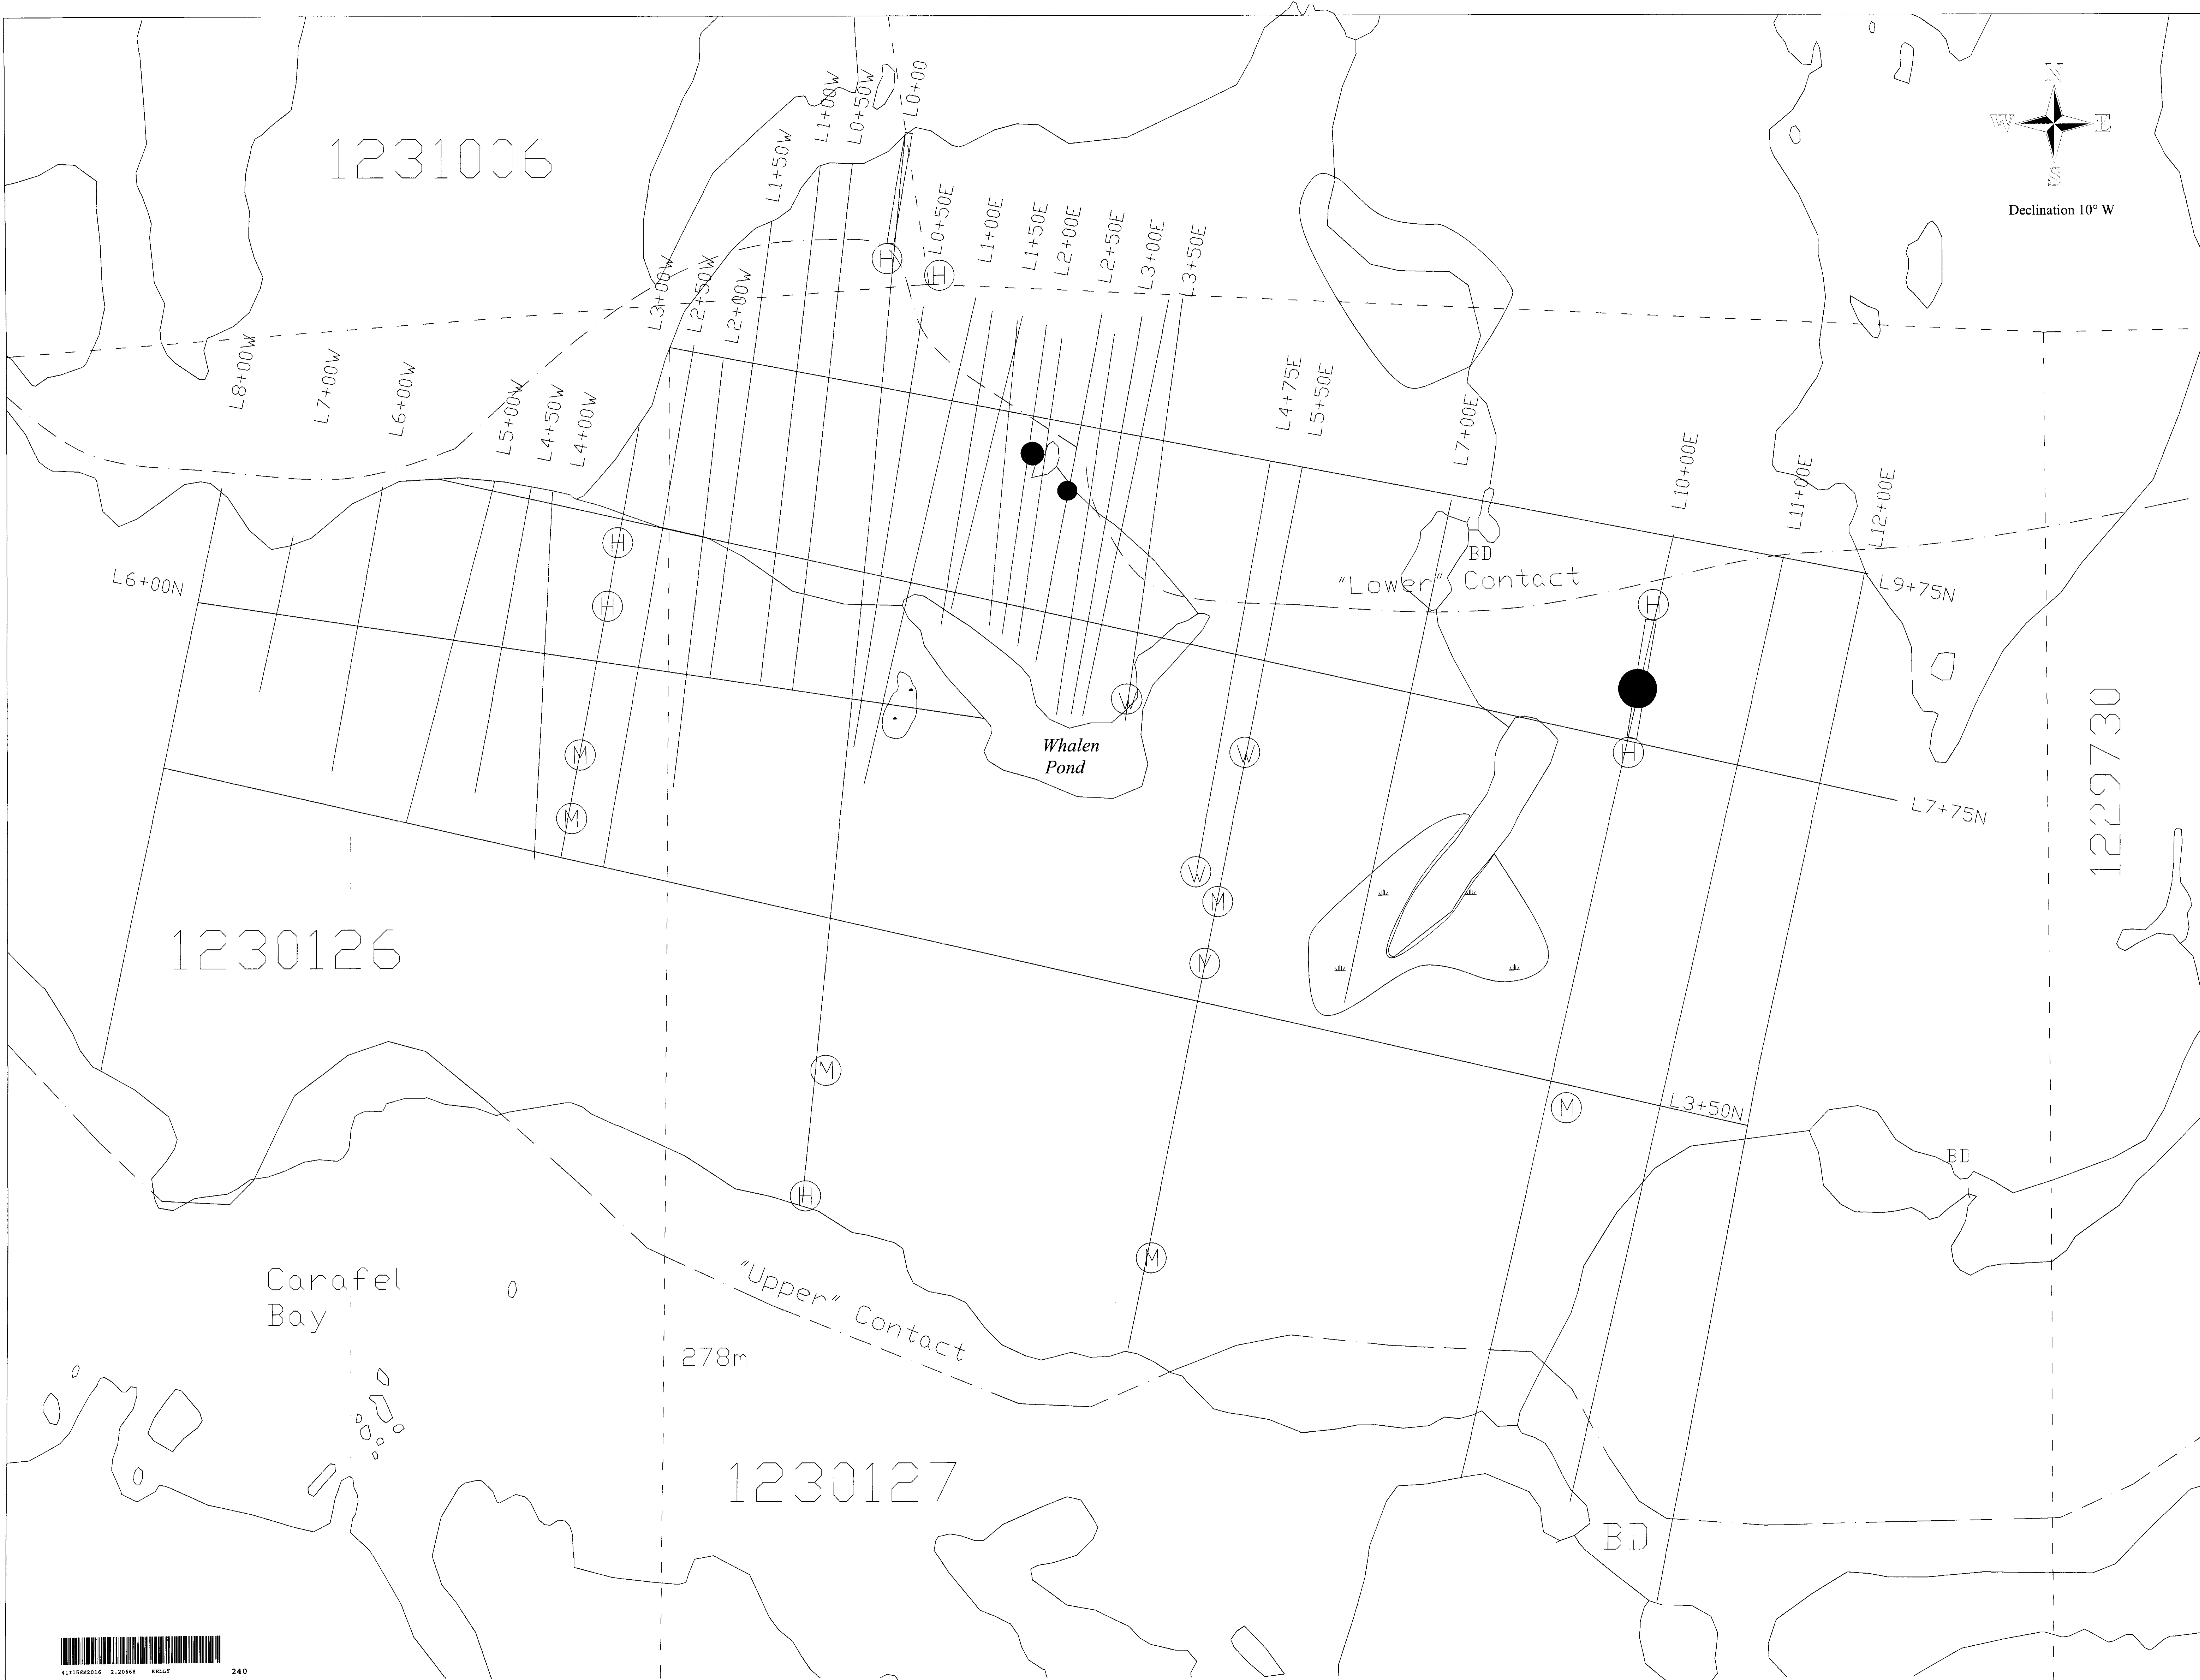 N
W E
S
Declination 10° W
1231006
L1+50W
L1+00W
L0+50W
L0+00
L0+50E
L1+00E
L1+50E
L2+00E
L2+50E
L3+00E
L3+50E
H
H
L3+00W
L2+50W
L2+00W
L8+00W
L7+00W
L6+00W
L5+00W
L4+50W
L4+00W
L4+75E
L5+50E
L7+00E
L10+00E
L11+00E
L12+00E
H
BD
"Lower" Contact
L9+75N
L6+00N
H
H
W
H
W
M
Whalen
Pond
M
L7+75N
1229730
W
M
1230126
M
M
M
L3+50N
BD
H
M
Carafel
Bay
"Upper" Contact
278m
1230127
BD
41I15SE2016 2.20668 KELLY 240